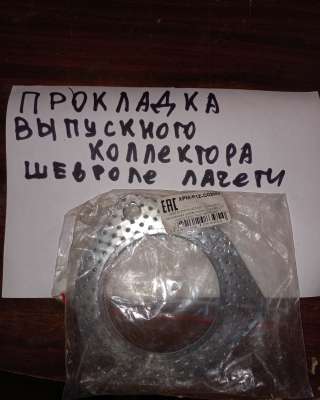 ПРОКЛАДКА
ВЫПУСКНОГО
КОЛЛЕКТОРА
ШЕВРОЛЕ ЛАЧЕТИ
EAC